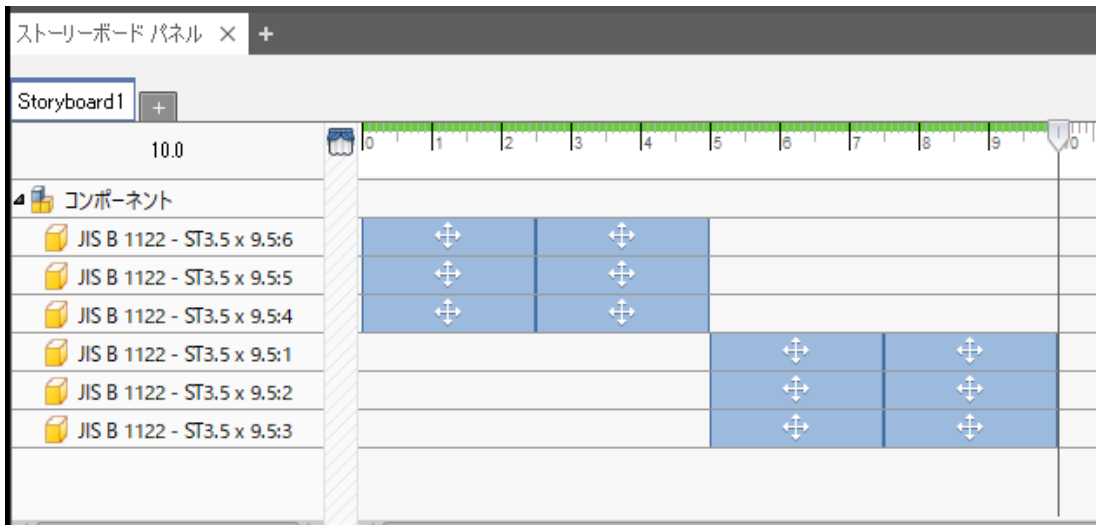 ストーリーボード パネル × +
Storyboard1 +
10.0 0 1 2 3 4 5 6 7 8 9 10
コンポーネント
JIS B 1122 - ST3.5 x 9.5:6
JIS B 1122 - ST3.5 x 9.5:5
JIS B 1122 - ST3.5 x 9.5:4
JIS B 1122 - ST3.5 x 9.5:1
JIS B 1122 - ST3.5 x 9.5:2
JIS B 1122 - ST3.5 x 9.5:3